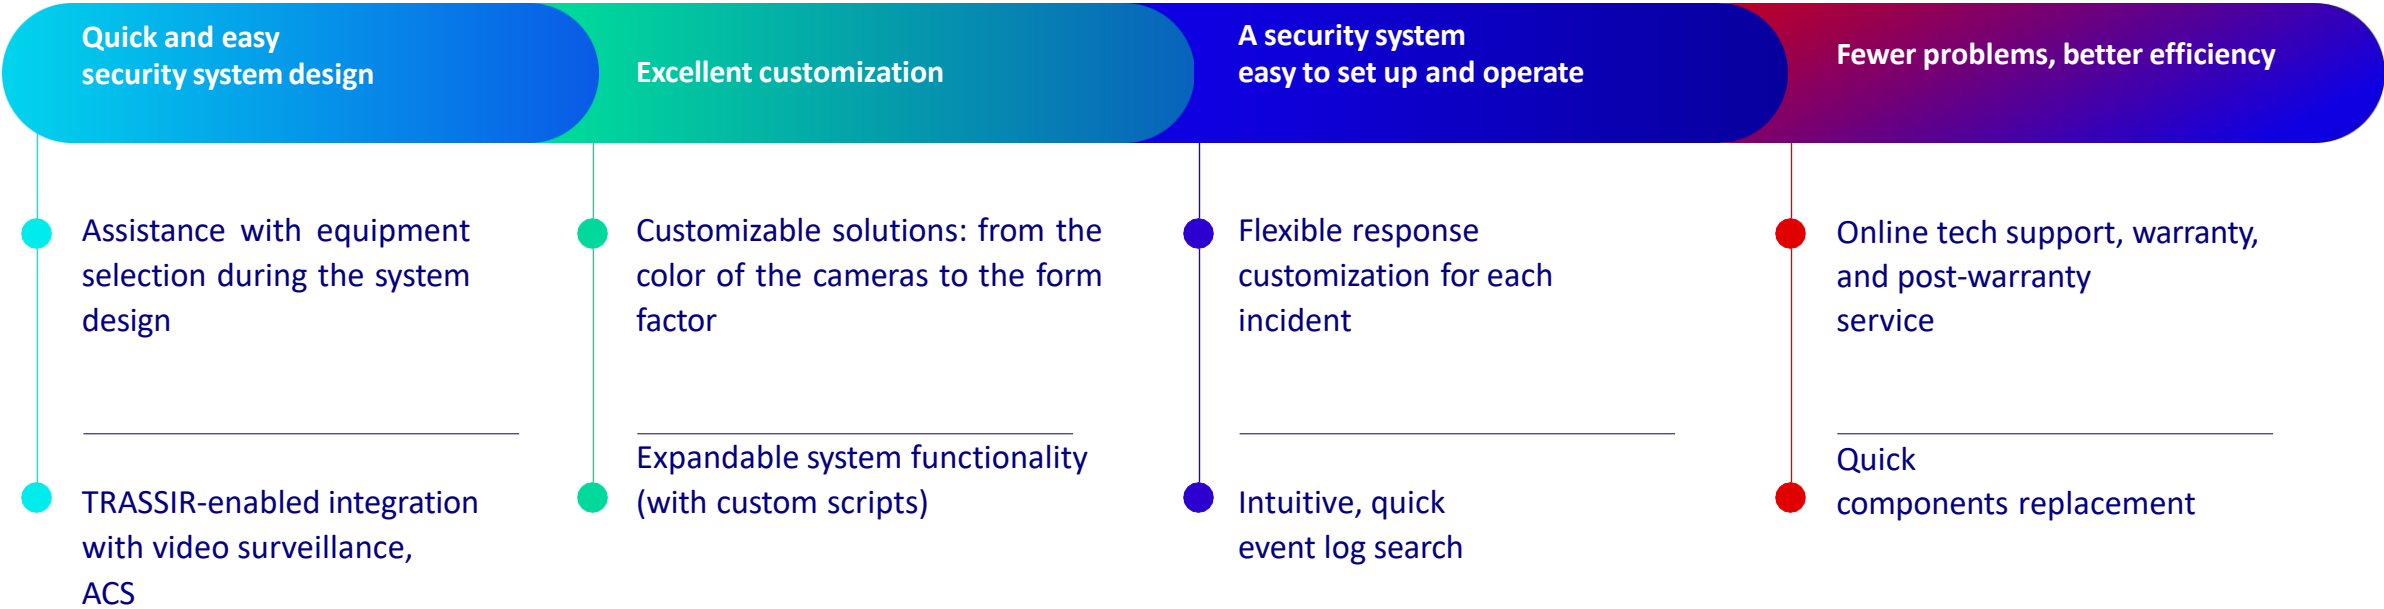 Quick and easy
security system design
Excellent customization
A security system
easy to set up and operate
Fewer problems, better efficiency
Assistance with equipment
selection during the system
design
TRASSIR-enabled integration
with video surveillance,
ACS
Customizable solutions: from the
color of the cameras to the form
factor
Expandable system functionality
(with custom scripts)
Flexible response
customization for each
incident
Intuitive, quick
event log search
Online tech support, warranty,
and post-warranty
service
Quick
components replacement